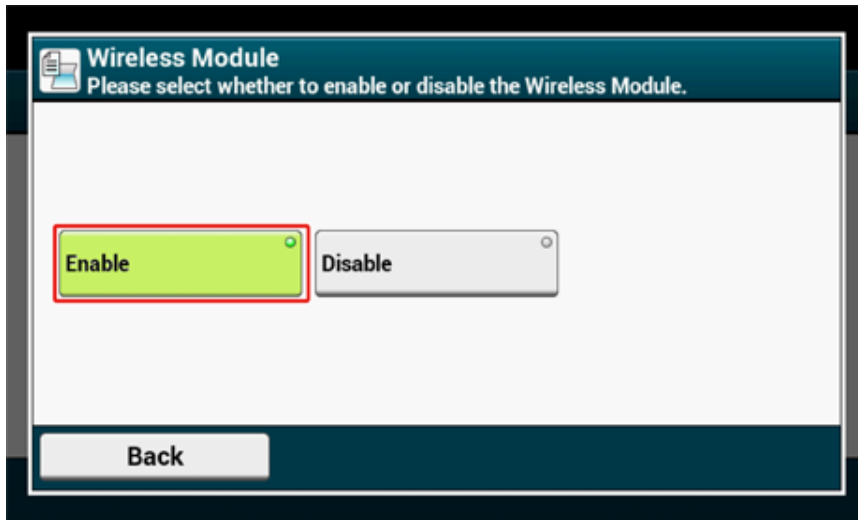 Wireless Module
Please select whether to enable or disable the Wireless Module.
Enable
Disable
Back